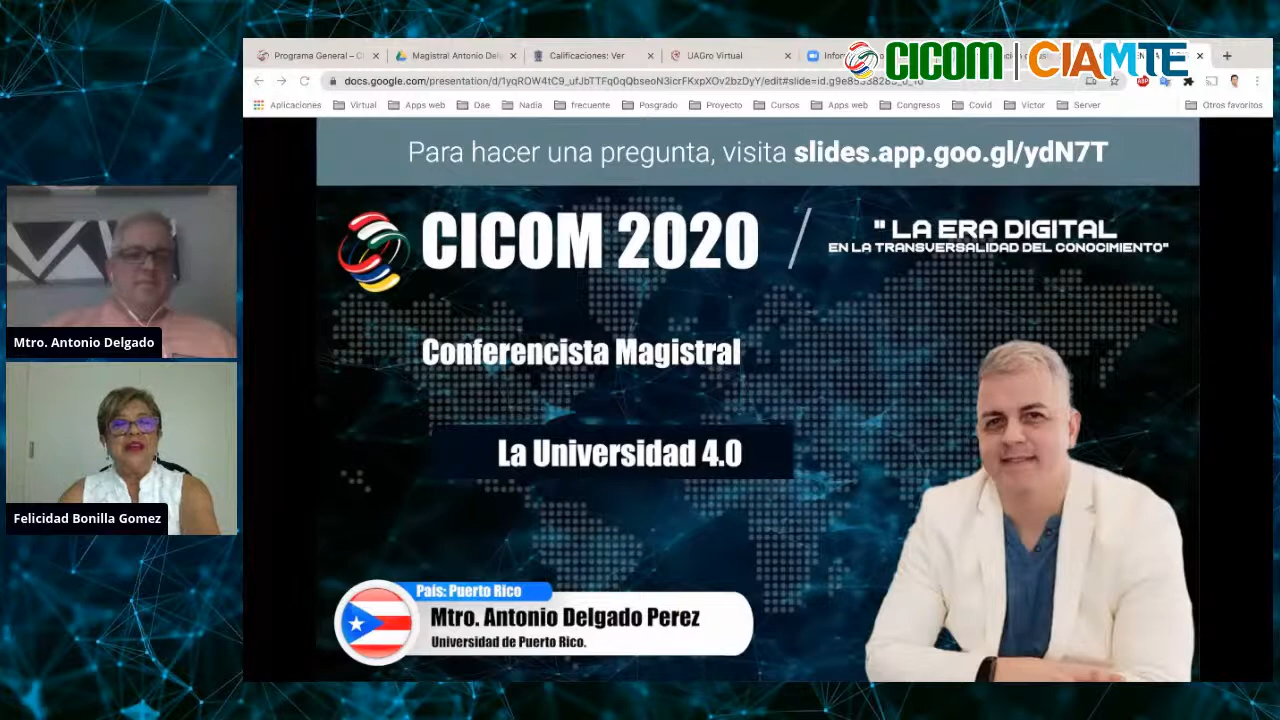 Programa General – C
Magistral Antonio Del
Calificaciones: Ver
UAGro Virtual
CICOM | CIAMTE
Aplicaciones
Virtual
Apps web
Dae
Nadia
frecuente
Posgrado
Proyecto
Cursos
Apps web
Congresos
Covid
Victor
Server
Otros favoritos
Para hacer una pregunta, visita slides.app.goo.gl/ydN7T
CICOM 2020 /
" LA ERA DIGITAL
EN LA TRANSVERSALIDAD DEL CONOCIMIENTO"
Conferencista Magistral
La Universidad 4.0
País: Puerto Rico
Mtro. Antonio Delgado Perez
Universidad de Puerto Rico.
Mtro. Antonio Delgado
Felicidad Bonilla Gomez